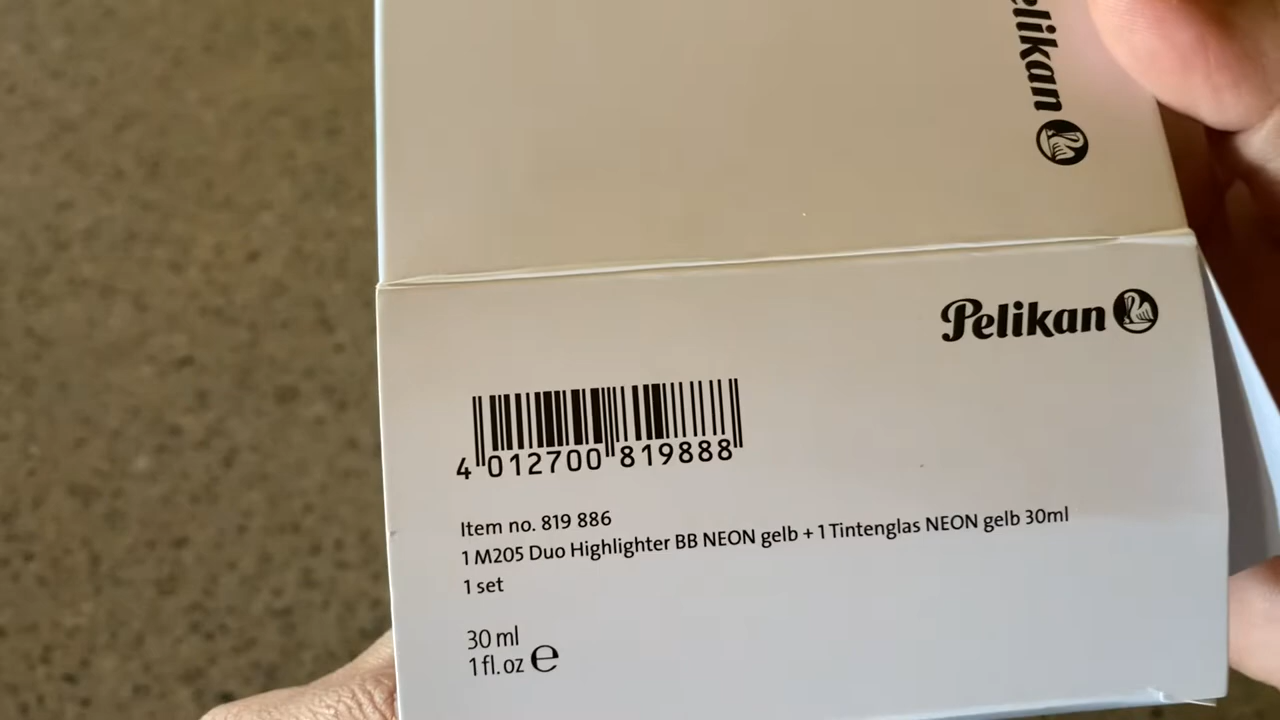 elikan
Pelikan
4 012700 819888
Item no. 819 886
1 M205 Duo Highlighter BB NEON gelb + 1 Tintenglas NEON gelb 30ml
1 set
30 ml
1 fl. oz e